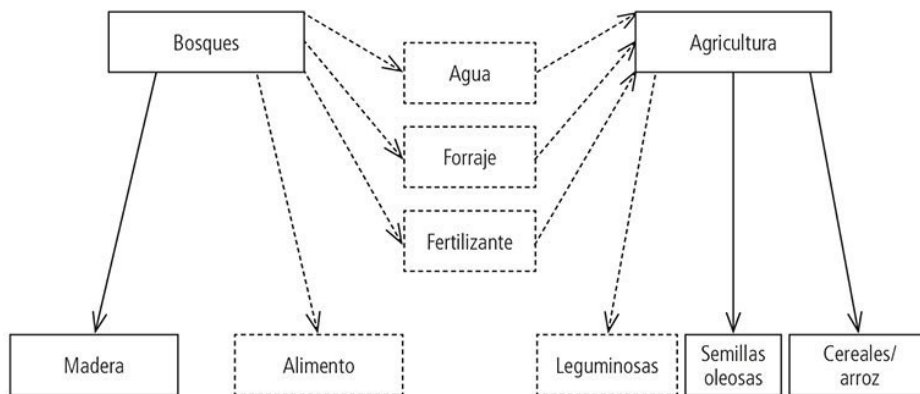 Bosques
Agricultura
Agua
Forraje
Fertilizante
Madera
Alimento
Leguminosas
Semillas
oleosas
Cereales/
arroz